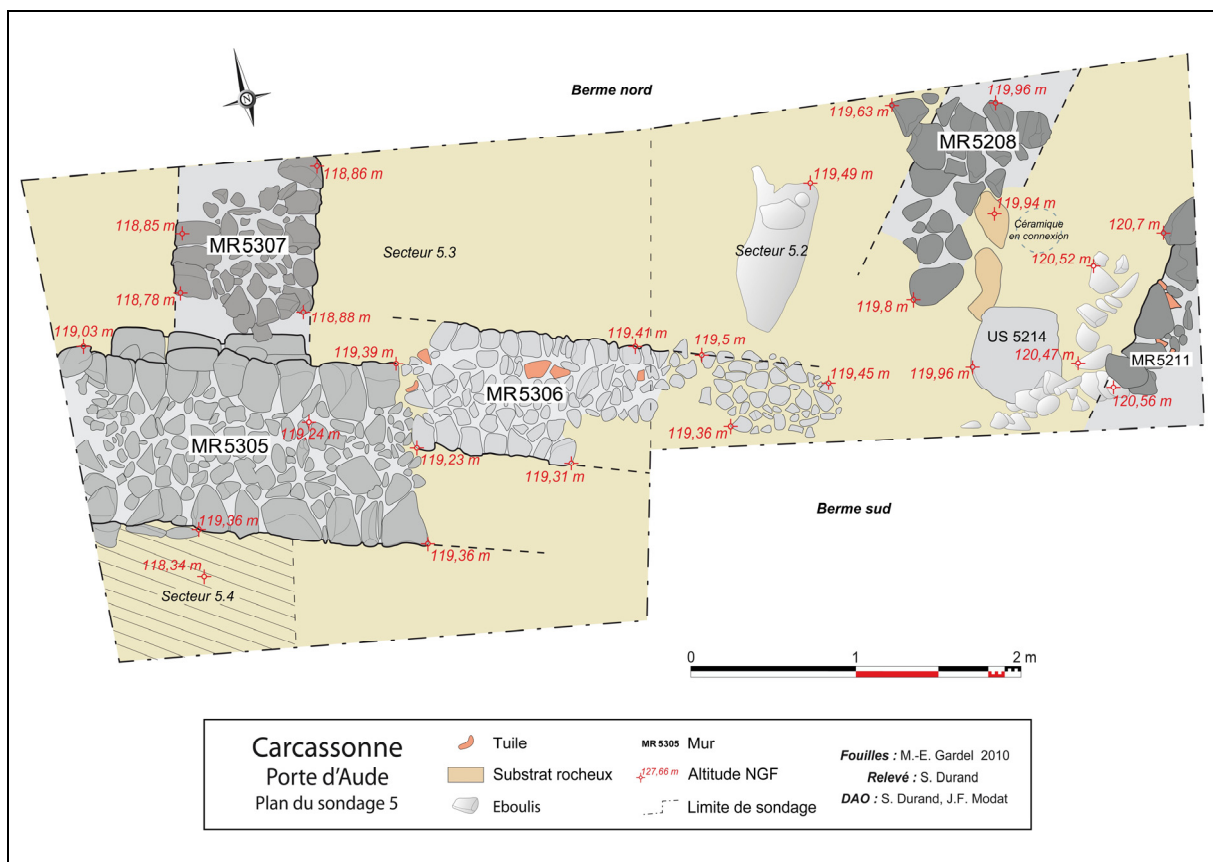 N
Berme nord
119,63 m
119,96 m
MR5208
118,86 m
119,49 m
118,85 m
MR5307
Secteur 5.3
Secteur 5.2
119,94 m
Céramique
en connexion
120,7 m
120,52 m
118,78 m
118,88 m
119,8 m
119,03 m
119,39 m
119,41 m
119,5 m
US 5214
120,47 m
MR5211
MR5306
119,45 m
119,96 m
120,56 m
119,24 m
MR5305
119,23 m
119,36 m
119,31 m
Berme sud
119,36 m
119,36 m
118,34 m
Secteur 5.4
0 1 2 m
Carcassonne
Porte d'Aude
Plan du sondage 5
Tuile
Substrat rocheux
Eboulis
MR 5305 Mur
127,66 m Altitude NGF
Limite de sondage
Fouilles : M.-E. Gardel 2010
Relevé : S. Durand
DAO : S. Durand, J.F. Modat